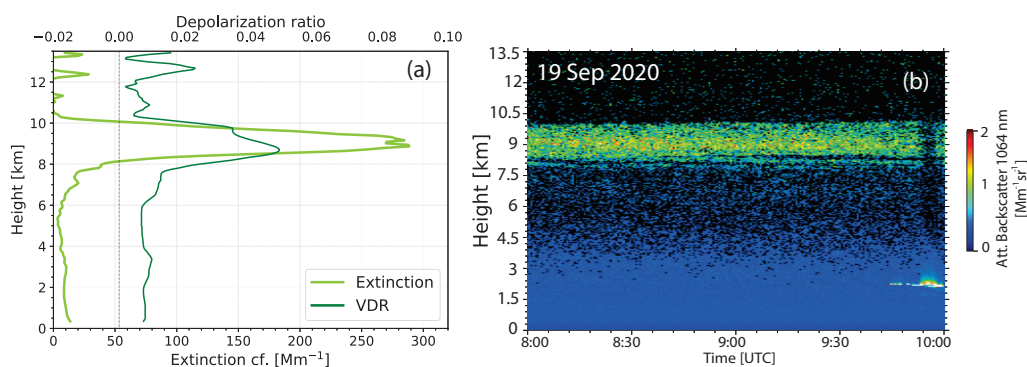 Depolarization ratio
−0.02 0.00 0.02 0.04 0.06 0.08 0.10
(a)
12
10
8
6
4
2
0
Height [km]
Extinction
VDR
0 50 100 150 200 250 300
Extinction cf. [Mm⁻¹]
19 Sep 2020
(b)
13.5
12
10.5
9
7.5
6
4.5
3
1.5
0
Height [km]
8:00 8:30 9:00 9:30 10:00
Time [UTC]
2
1
0
Att. Backscatter 1064 nm
[Mm⁻¹sr⁻¹]